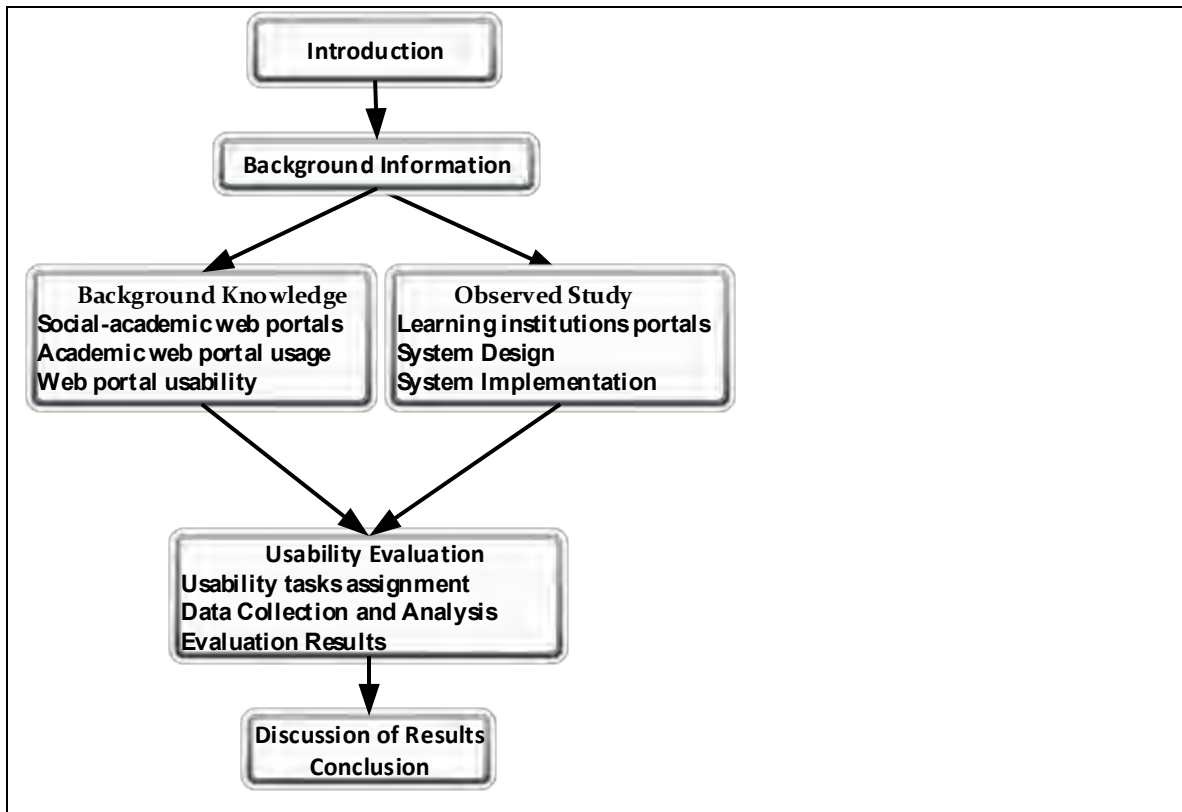 Introduction
Background Information
Background Knowledge
Social-academic web portals
Academic web portal usage
Web portal usability
Observed Study
Learning institutions portals
System Design
System Implementation
Usability Evaluation
Usability tasks assignment
Data Collection and Analysis
Evaluation Results
Discussion of Results
Conclusion